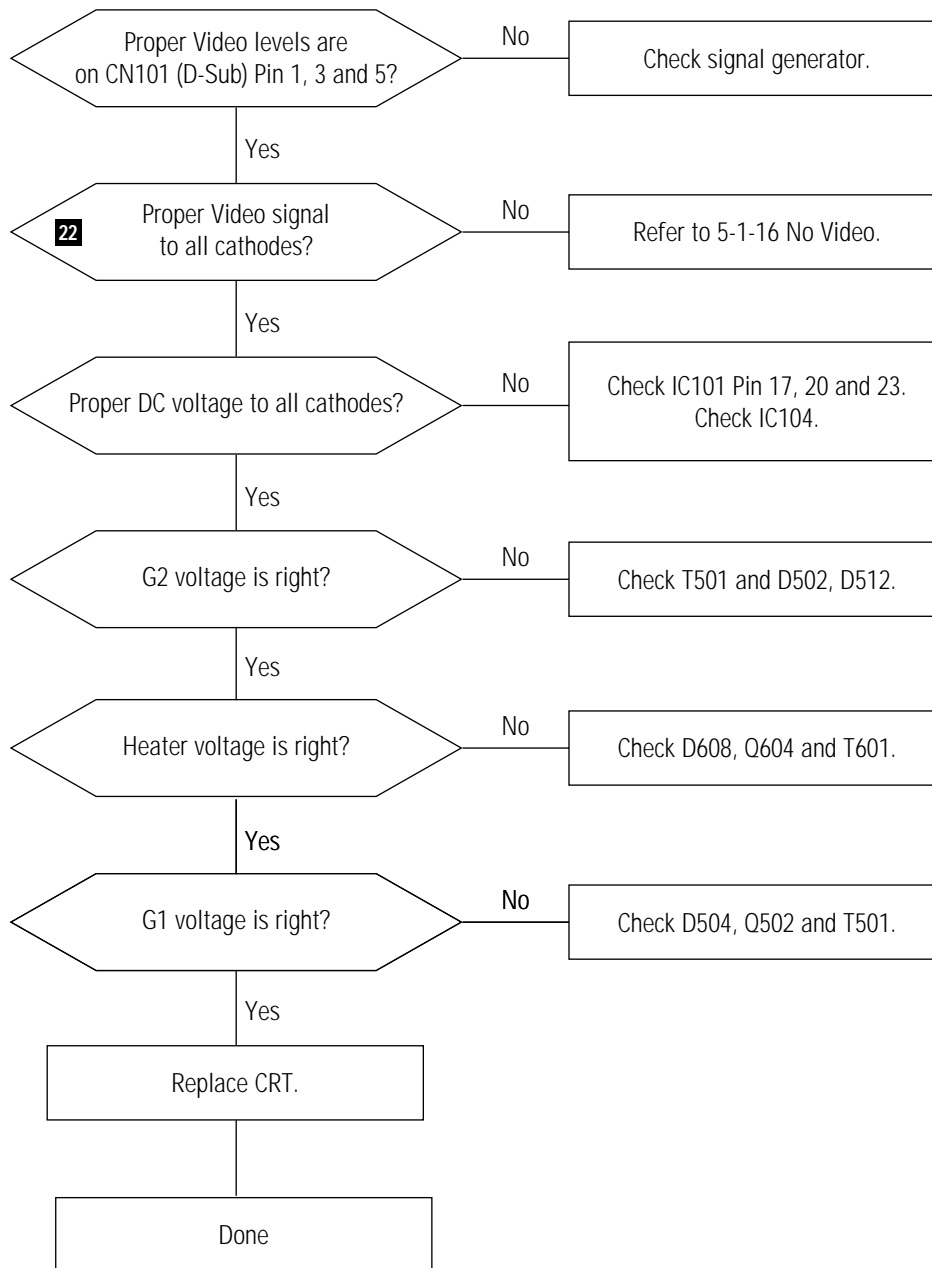 Proper Video levels are
on CN101 (D-Sub) Pin 1, 3 and 5?
No
Check signal generator.
Yes
22
Proper Video signal
to all cathodes?
No
Refer to 5-1-16 No Video.
Yes
Proper DC voltage to all cathodes?
No
Check IC101 Pin 17, 20 and 23.
Check IC104.
Yes
G2 voltage is right?
No
Check T501 and D502, D512.
Yes
Heater voltage is right?
No
Check D608, Q604 and T601.
Yes
G1 voltage is right?
No
Check D504, Q502 and T501.
Yes
Replace CRT.
Done